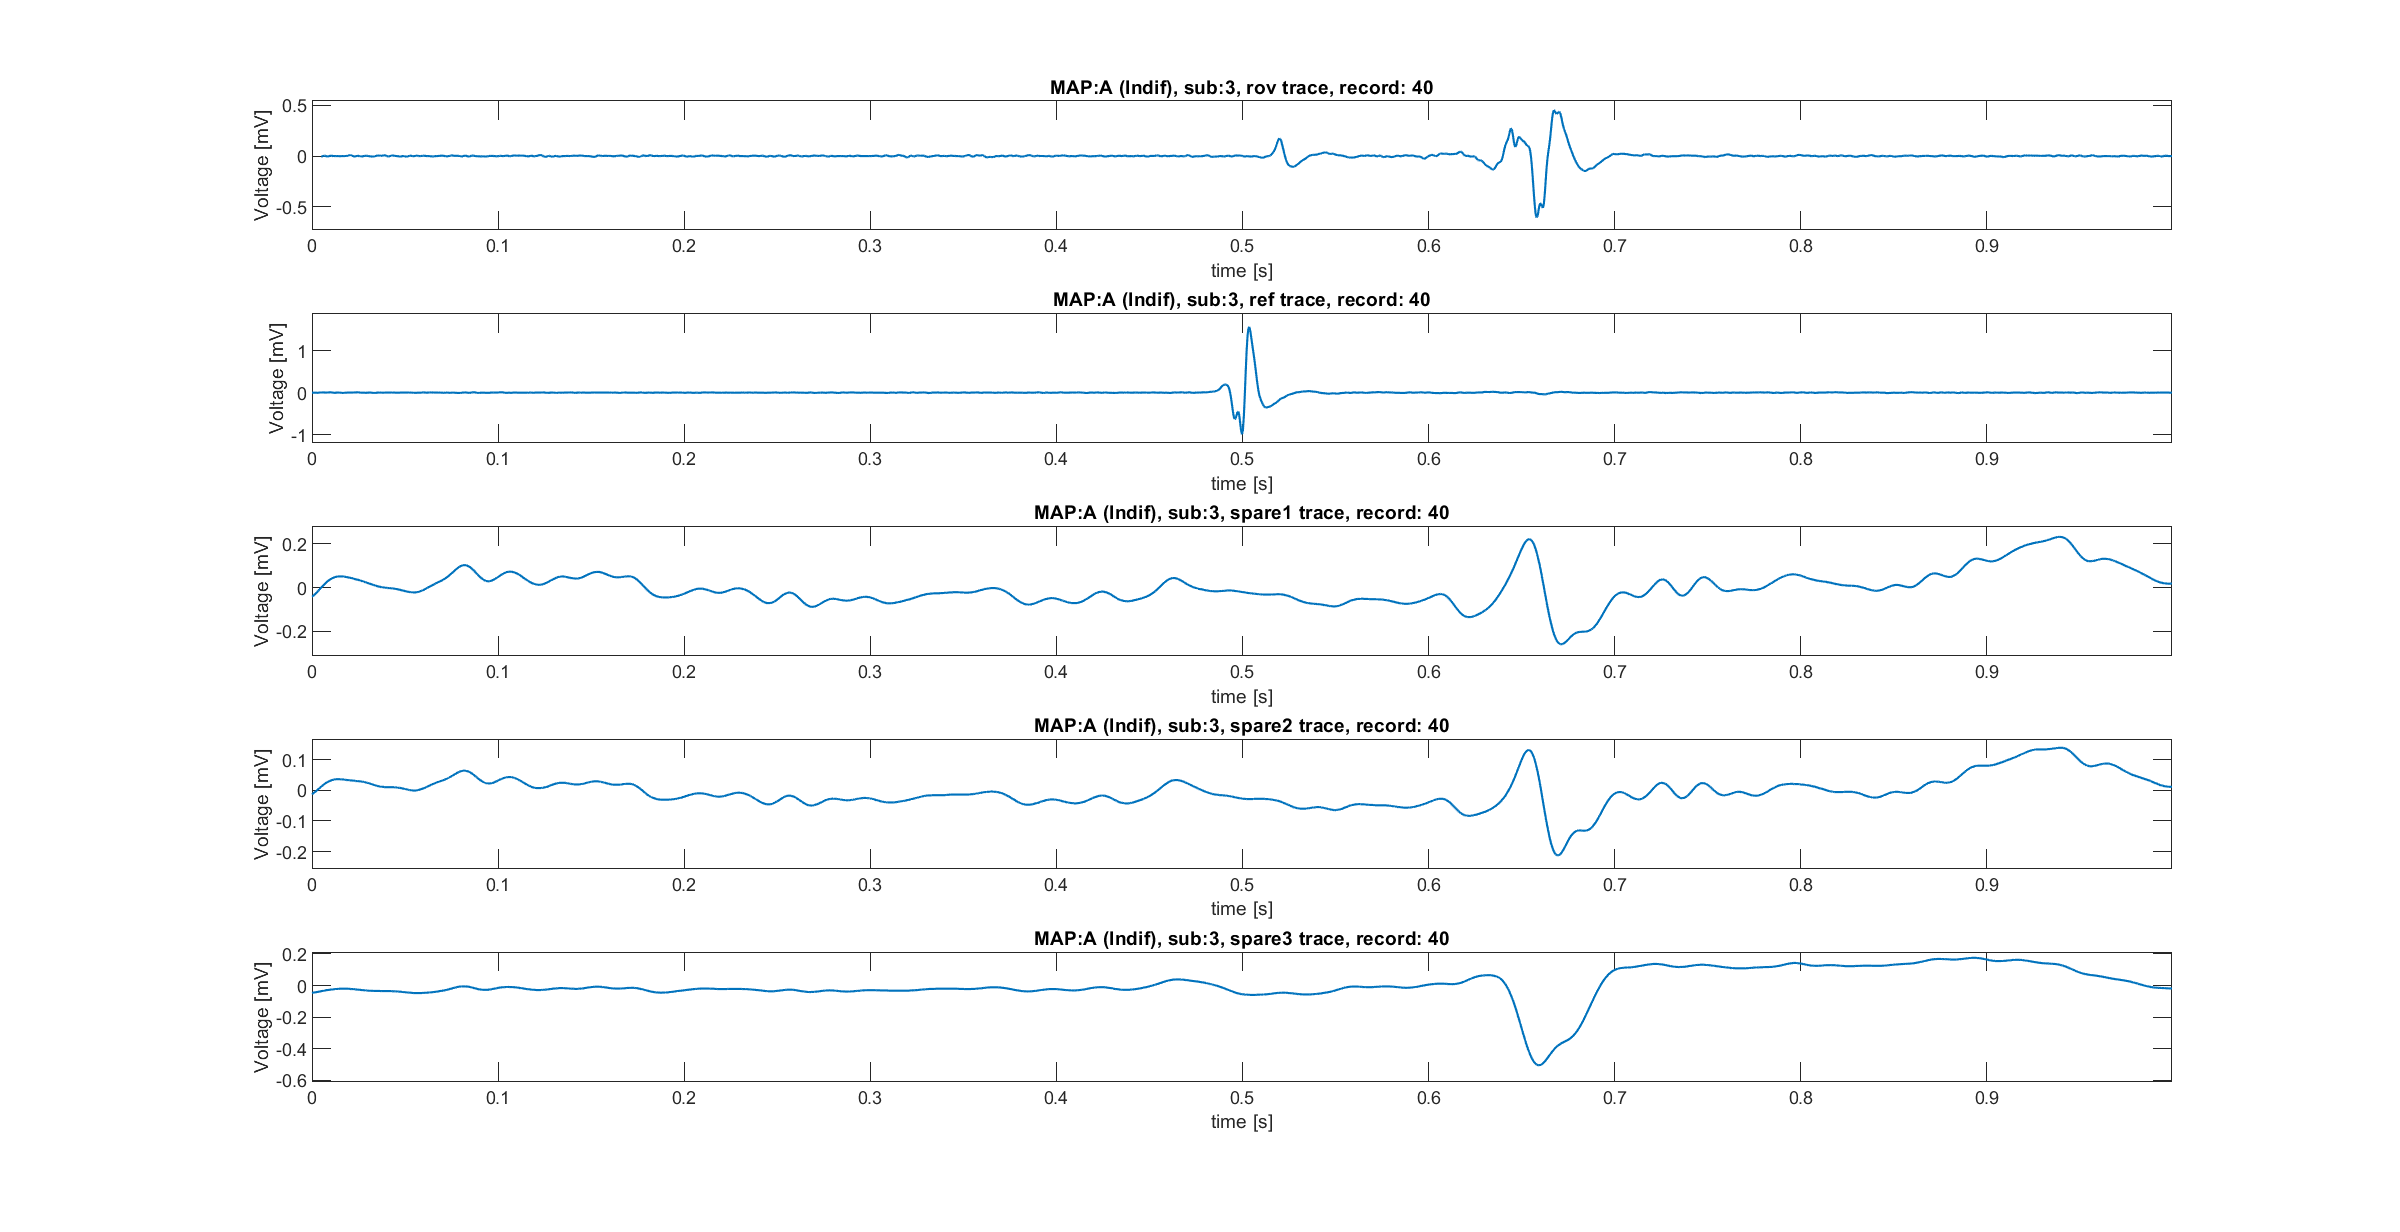 MAP:A (Indif), sub:3, rov trace, record: 40
Voltage [mV]
0.5
0
-0.5
0 0.1 0.2 0.3 0.4 0.5 0.6 0.7 0.8 0.9
time [s]
MAP:A (Indif), sub:3, ref trace, record: 40
Voltage [mV]
1
0
-1
0 0.1 0.2 0.3 0.4 0.5 0.6 0.7 0.8 0.9
time [s]
MAP:A (Indif), sub:3, spare1 trace, record: 40
Voltage [mV]
0.2
0
-0.2
0 0.1 0.2 0.3 0.4 0.5 0.6 0.7 0.8 0.9
time [s]
MAP:A (Indif), sub:3, spare2 trace, record: 40
Voltage [mV]
0.1
0
-0.1
-0.2
0 0.1 0.2 0.3 0.4 0.5 0.6 0.7 0.8 0.9
time [s]
MAP:A (Indif), sub:3, spare3 trace, record: 40
Voltage [mV]
0.2
0
-0.2
-0.4
-0.6
0 0.1 0.2 0.3 0.4 0.5 0.6 0.7 0.8 0.9
time [s]